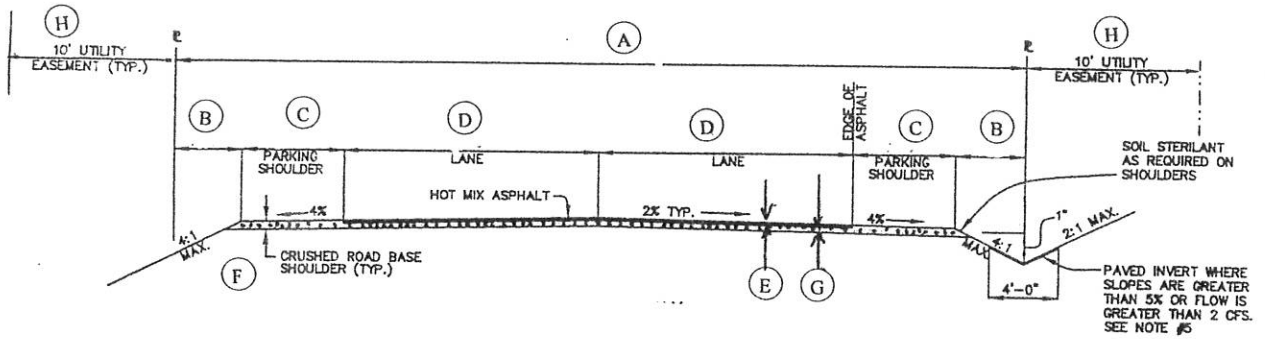 H
10' UTILITY
EASEMENT (TYP.)
A
H
10' UTILITY
EASEMENT (TYP.)
B
C
D
D
EDGE OF
ASPHALT
C
B
PARKING
SHOULDER
LANE
LANE
PARKING
SHOULDER
SOIL STERILANT
AS REQUIRED ON
SHOULDERS
HOT MIX ASPHALT
4%
2% TYP.
4%
4:1
MAX.
CRUSHED ROAD BASE
SHOULDER (TYP.)
F
E
G
4:1
MAX.
1"
2:1 MAX.
4'-0"
PAVED INVERT WHERE
SLOPES ARE GREATER
THAN 5% OR FLOW IS
GREATER THAN 2 CFS.
SEE NOTE #5